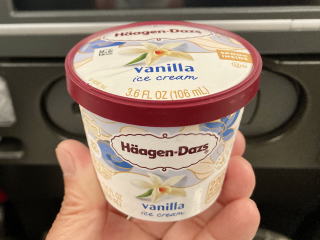 Häagen-Dazs
vanilla
ice cream
3.6 FL OZ (106 mL)
Häagen-Dazs
vanilla
ice cream